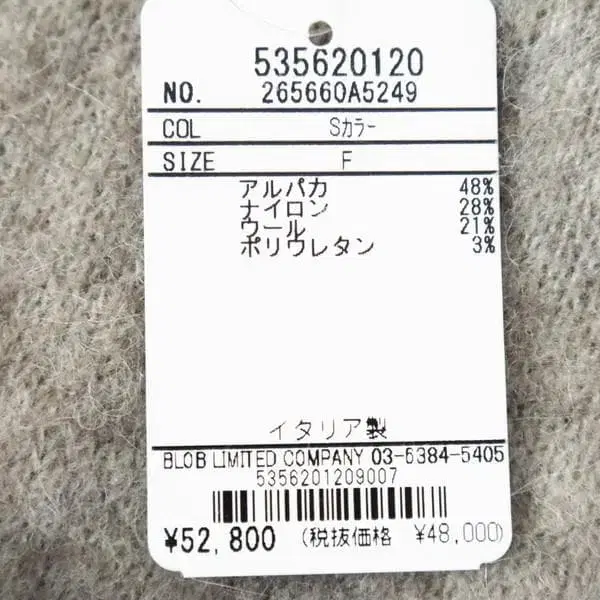 535620120
NO. 265660A5249
COL Sカラー
SIZE F
アルパカ 48%
ナイロン 28%
ウール 21%
ポリウレタン 3%
イタリア製
BLOB LIMITED COMPANY 03-6384-5405
5356201209007
¥52,800 (税抜価格 ¥48,000)